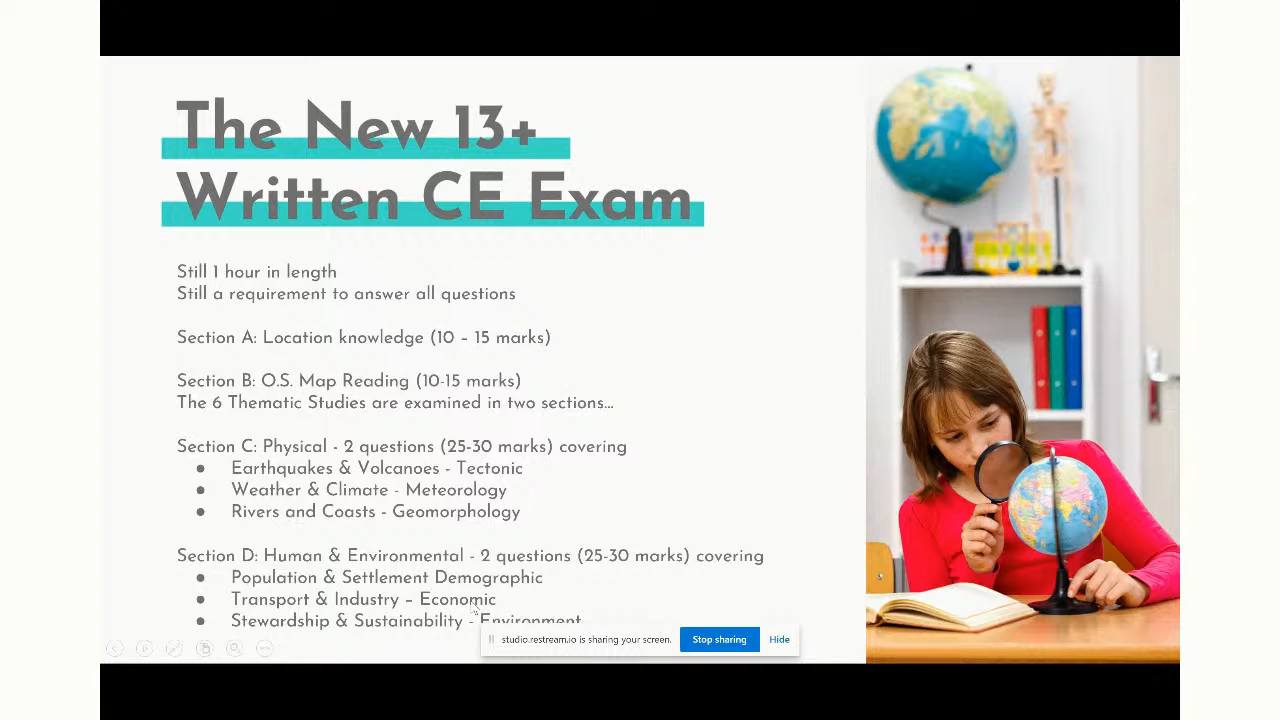 The New 13+
Written CE Exam
Still 1 hour in length
Still a requirement to answer all questions
Section A: Location knowledge (10 – 15 marks)
Section B: O.S. Map Reading (10-15 marks)
The 6 Thematic Studies are examined in two sections...
Section C: Physical - 2 questions (25-30 marks) covering
● Earthquakes & Volcanoes - Tectonic
● Weather & Climate - Meteorology
● Rivers and Coasts - Geomorphology
Section D: Human & Environmental - 2 questions (25-30 marks) covering
● Population & Settlement Demographic
● Transport & Industry – Economic
● Stewardship & Sustainability - Environment
studio.restream.io is sharing your screen.
Stop sharing
Hide